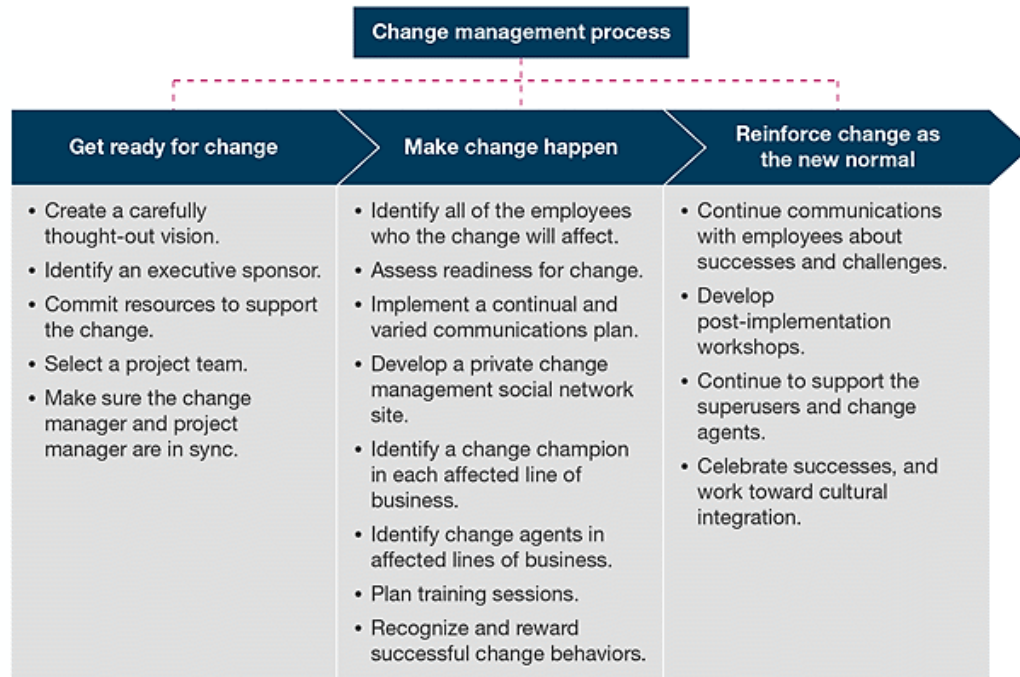 Change management process
Get ready for change
Make change happen
Reinforce change as
the new normal
• Create a carefully
thought-out vision.
• Identify an executive sponsor.
• Commit resources to support
the change.
• Select a project team.
• Make sure the change
manager and project
manager are in sync.
• Identify all of the employees
who the change will affect.
• Assess readiness for change.
• Implement a continual and
varied communications plan.
• Develop a private change
management social network
site.
• Identify a change champion
in each affected line of
business.
• Identify change agents in
affected lines of business.
• Plan training sessions.
• Recognize and reward
successful change behaviors.
• Continue communications
with employees about
successes and challenges.
• Develop
post-implementation
workshops.
• Continue to support the
superusers and change
agents.
• Celebrate successes, and
work toward cultural
integration.